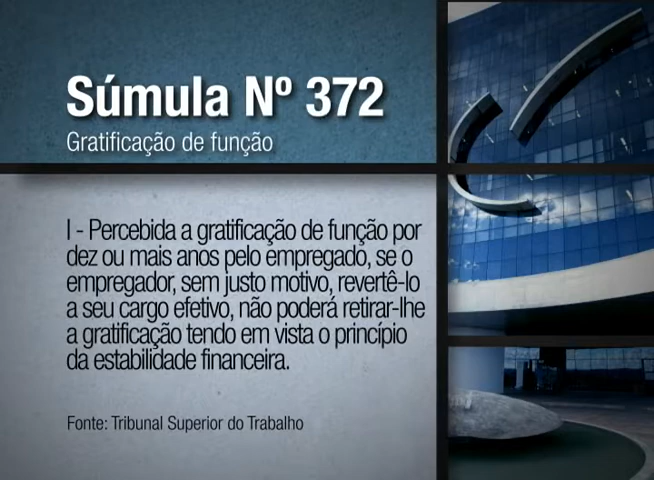 Súmula Nº 372
Gratificação de função
I - Percebida a gratificação de função por
dez ou mais anos pelo empregado, se o
empregador, sem justo motivo, revertê-lo
a seu cargo efetivo, não poderá retirar-lhe
a gratificação tendo em vista o princípio
da estabilidade financeira.
Fonte: Tribunal Superior do Trabalho